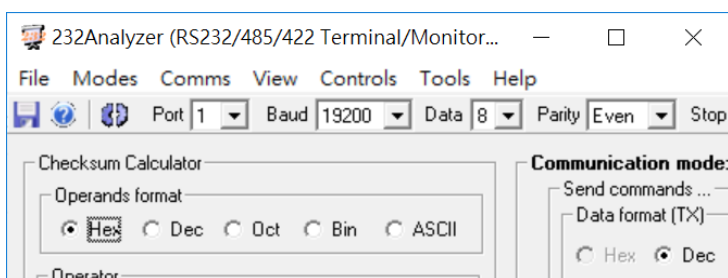 232Analyzer (RS232/485/422 Terminal/Monitor...
File Modes Comms View Controls Tools Help
Port 1 Baud 19200 Data 8 Parity Even Stop
Checksum Calculator
Operands format
Hex Dec Oct Bin ASCII
Operator
Communication mode:
Send commands ...
Data format (TX)
Hex Dec